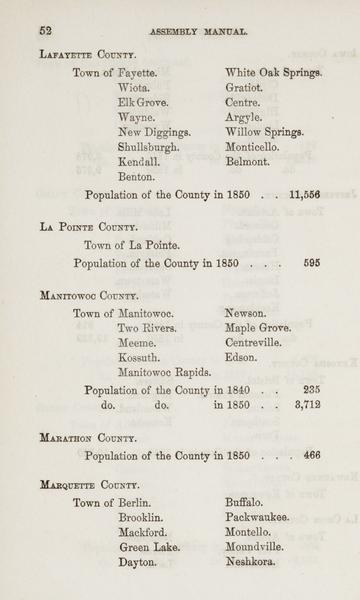 52 ASSEMBLY MANUAL.
LAFAYETTE COUNTY.
Town of Fayette. White Oak Springs.
Wiota. Gratiot.
Elk Grove. Centre.
Wayne. Argyle.
New Diggings. Willow Springs.
Shullsburgh. Monticello.
Kendall. Belmont.
Benton.
Population of the County in 1850 . . 11,556
LA POINTE COUNTY.
Town of La Pointe.
Population of the County in 1850 . . . 595
MANITOWOC COUNTY.
Town of Manitowoc. Newson.
Two Rivers. Maple Grove.
Meeme. Centreville.
Kossuth. Edson.
Manitowoc Rapids.
Population of the County in 1840 . . 235
do. do. in 1850 . . 3,712
MARATHON COUNTY.
Population of the County in 1850 . . . 466
MARQUETTE COUNTY.
Town of Berlin. Buffalo.
Brooklin. Packwaukee.
Mackford. Montello.
Green Lake. Moundville.
Dayton. Neshkora.